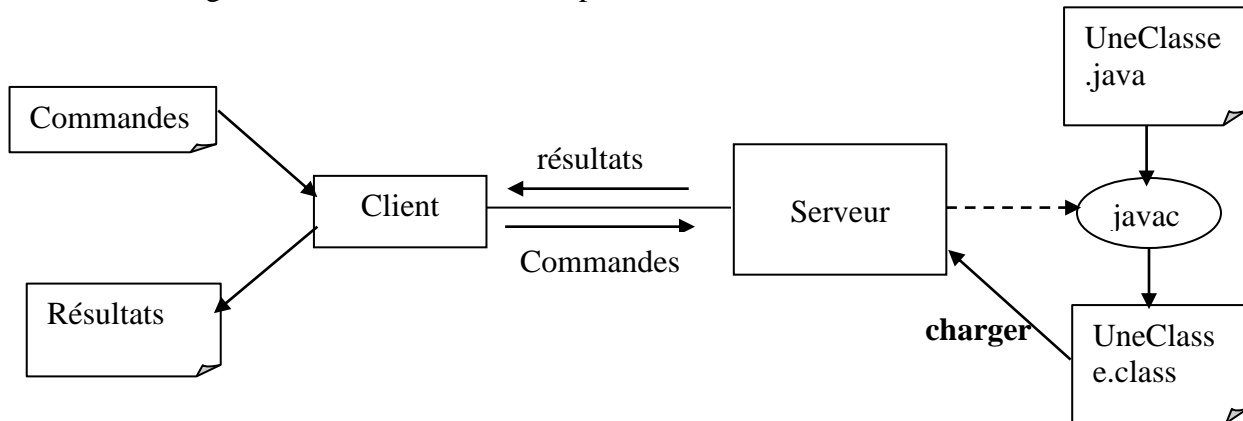 UneClasse
.java
Commandes
résultats
Client
Serveur
javac
Commandes
Résultats
charger
UneClass
e.class